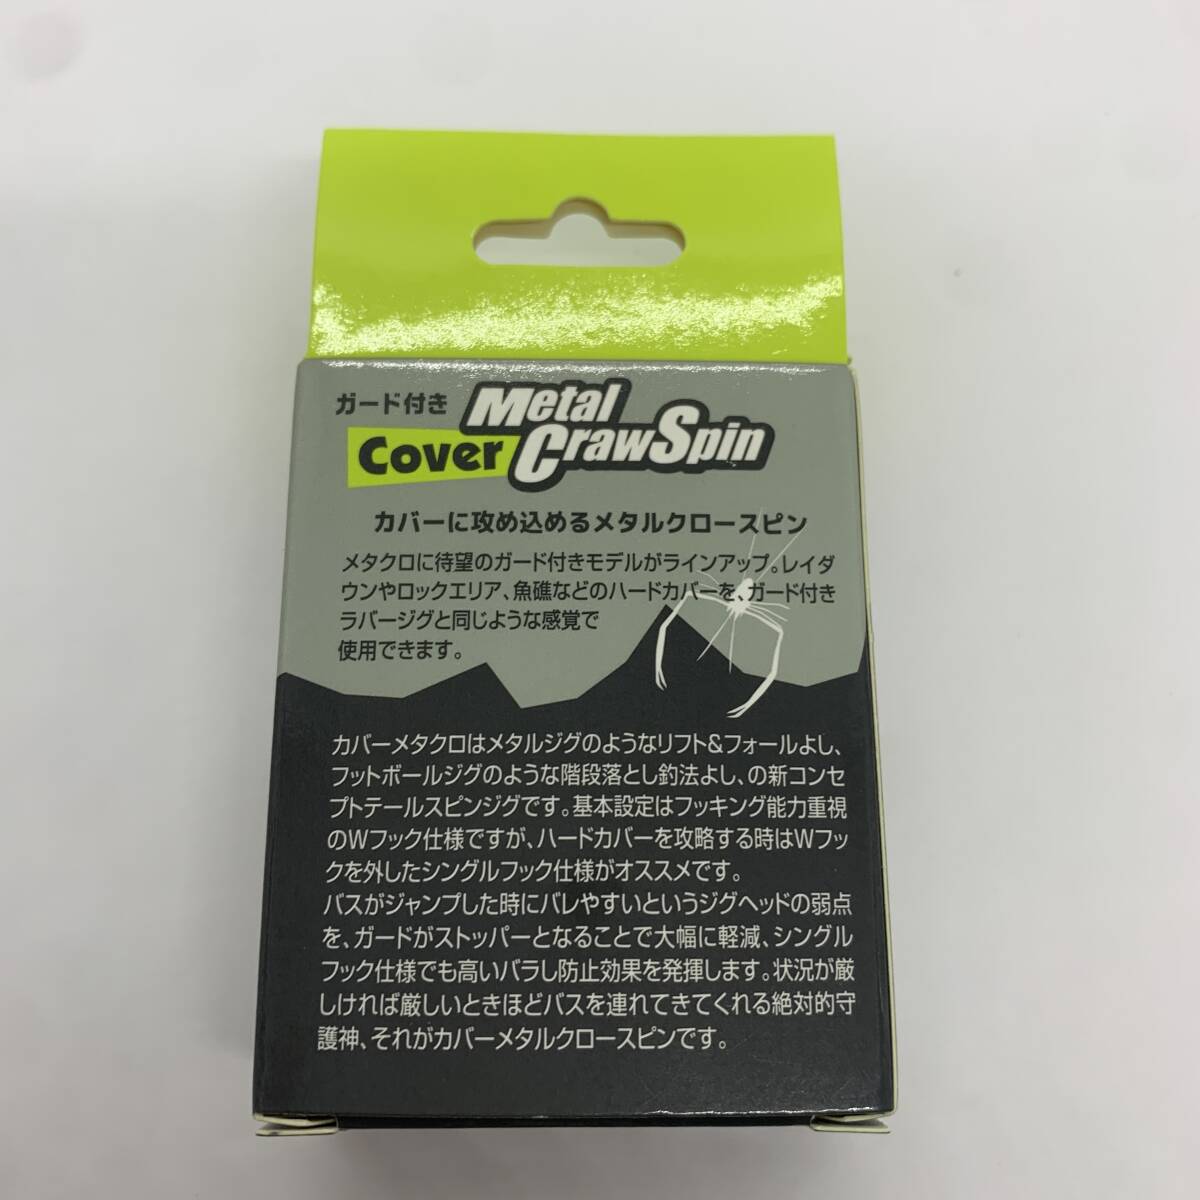 ガード付き
Metal
Cover CrawSpin
カバーに攻め込めるメタルクロースピン
メタクロに待望のガード付きモデルがラインアップ。レイダ
ウンやロックエリア、魚礁などのハードカバーを、ガード付き
ラバージグと同じような感覚で
使用できます。
カバーメタクロはメタルジグのようなリフト&フォールよし、
フットボールジグのような階段落とし釣法よし、の新コンセ
プトテールスピンジグです。基本設定はフッキング能力重視
のWフック仕様ですが、ハードカバーを攻略する時はWフッ
クを外したシングルフック仕様がオススメです。
バスがジャンプした時にバレやすいというジグヘッドの弱点
を、ガードがストッパーとなることで大幅に軽減、シングル
フック仕様でも高いバラし防止効果を発揮します。状況が厳
しければ厳しいときほどバスを連れてきてくれる絶対的守
護神、それがカバーメタルクロースピンです。